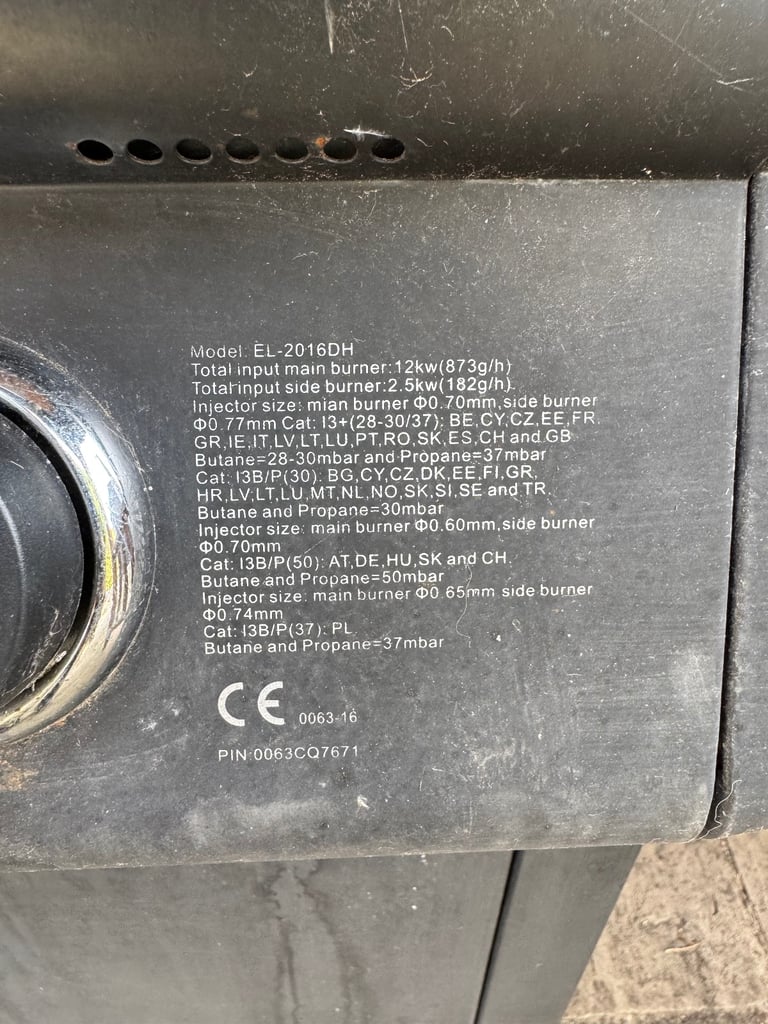 Model: EL-2016DH
Total input main burner:12kw(873g/h)
Total input side burner:2.5kw(182g/h).
Injector size: mian burner Φ0.70mm,side burner
Φ0.77mm Cat: I3+(28-30/37): BE,CY,CZ,EE,FR,
GR,IE,IT,LV,LT,LU,PT,RO,SK,ES,CH and GB
Butane=28-30mbar and Propane=37mbar
Cat: I3B/P(30): BG,CY,CZ,DK,EE,FI,GR,
HR,LV,LT,LU,MT,NL,NO,SK,SI,SE and TR.
Butane and Propane=30mbar
Injector size: main burner Φ0.60mm,side burner
Φ0.70mm
Cat: I3B/P(50): AT,DE,HU,SK and CH.
Butane and Propane=50mbar
Injector size: main burner Φ0.65mm side burner
Φ0.74mm
Cat: I3B/P(37): PL
Butane and Propane=37mbar
CE 0063-16
PIN:0063CQ7671